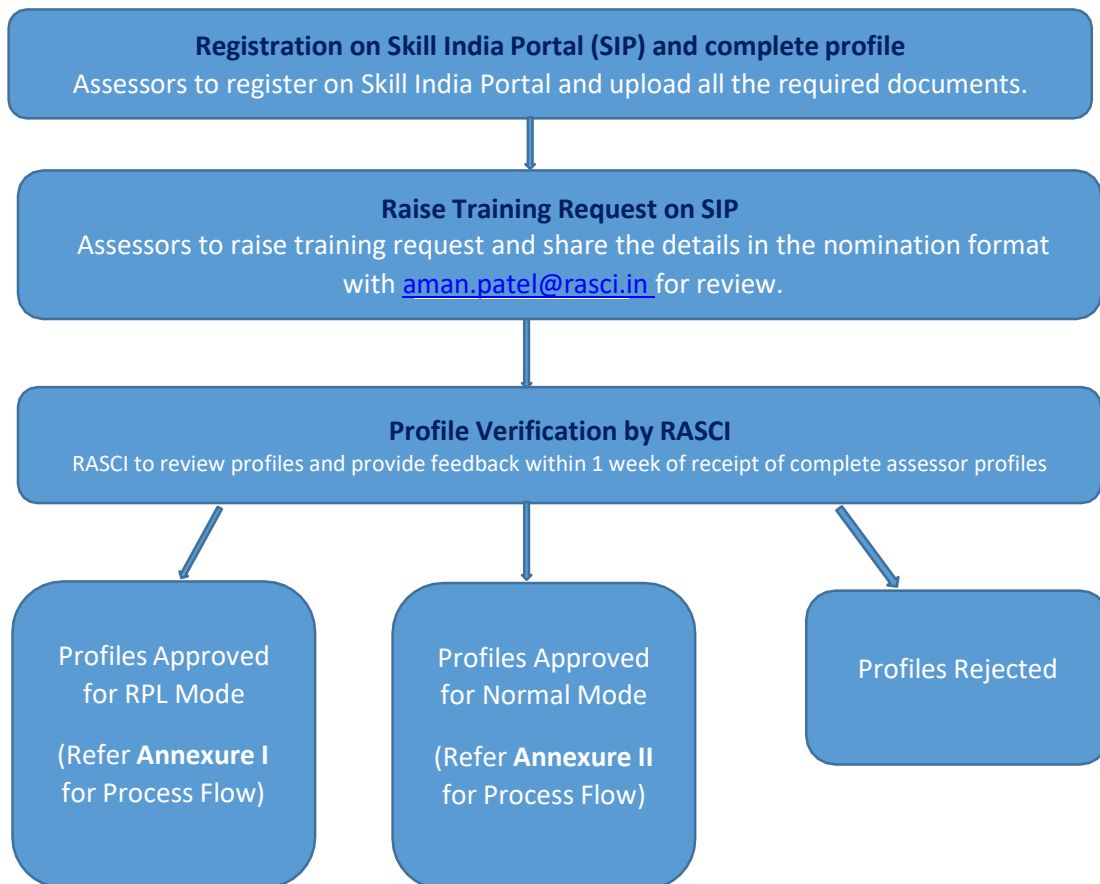 Registration on Skill India Portal (SIP) and complete profile
Assessors to register on Skill India Portal and upload all the required documents.
Raise Training Request on SIP
Assessors to raise training request and share the details in the nomination format
with aman.patel@rasci.in for review.
Profile Verification by RASCI
RASCI to review profiles and provide feedback within 1 week of receipt of complete assessor profiles
Profiles Approved
for RPL Mode
(Refer Annexure I
for Process Flow)
Profiles Approved
for Normal Mode
(Refer Annexure II
for Process Flow)
Profiles Rejected